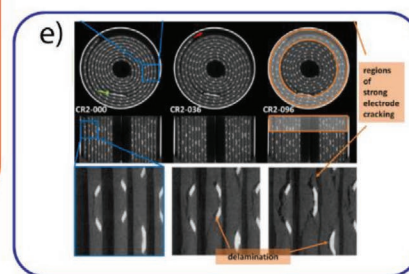 e)
regions
of
strong
electrode
cracking
CR2-000 CR2-036 CR2-096
delamination